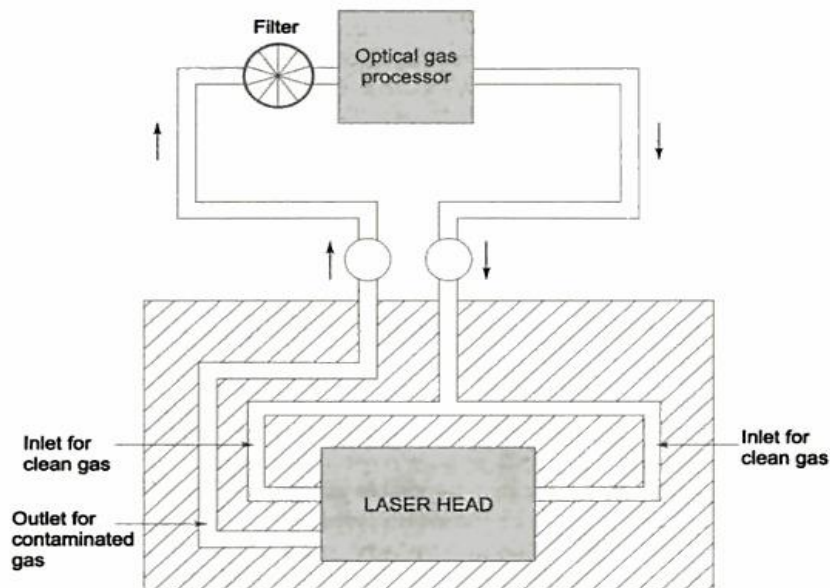 Filter
Optical gas
processor
Inlet for
clean gas
Inlet for
clean gas
LASER HEAD
Outlet for
contaminated
gas